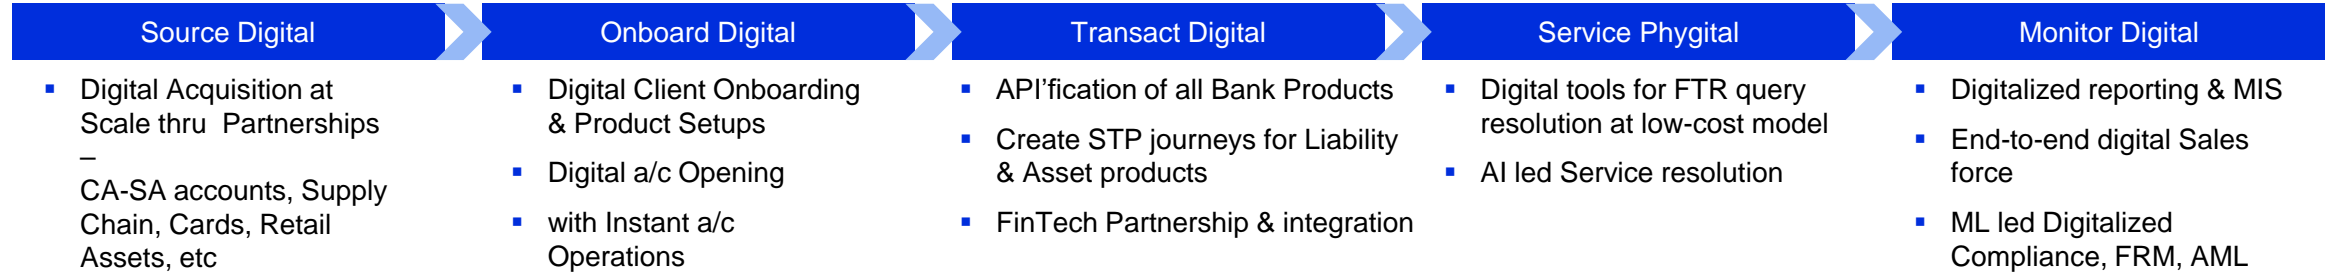 Source Digital
Digital Acquisition at
Scale thru  Partnerships
–
CA-SA accounts, Supply
Chain, Cards, Retail
Assets, etc
Onboard Digital
Digital Client Onboarding
& Product Setups
Digital a/c Opening
with Instant a/c
Operations
Transact Digital
API’fication of all Bank Products
Create STP journeys for Liability
& Asset products
FinTech Partnership & integration
Service Phygital
Digital tools for FTR query
resolution at low-cost model
AI led Service resolution
Monitor Digital
Digitalized reporting & MIS
End-to-end digital Sales
force
ML led Digitalized
Compliance, FRM, AML